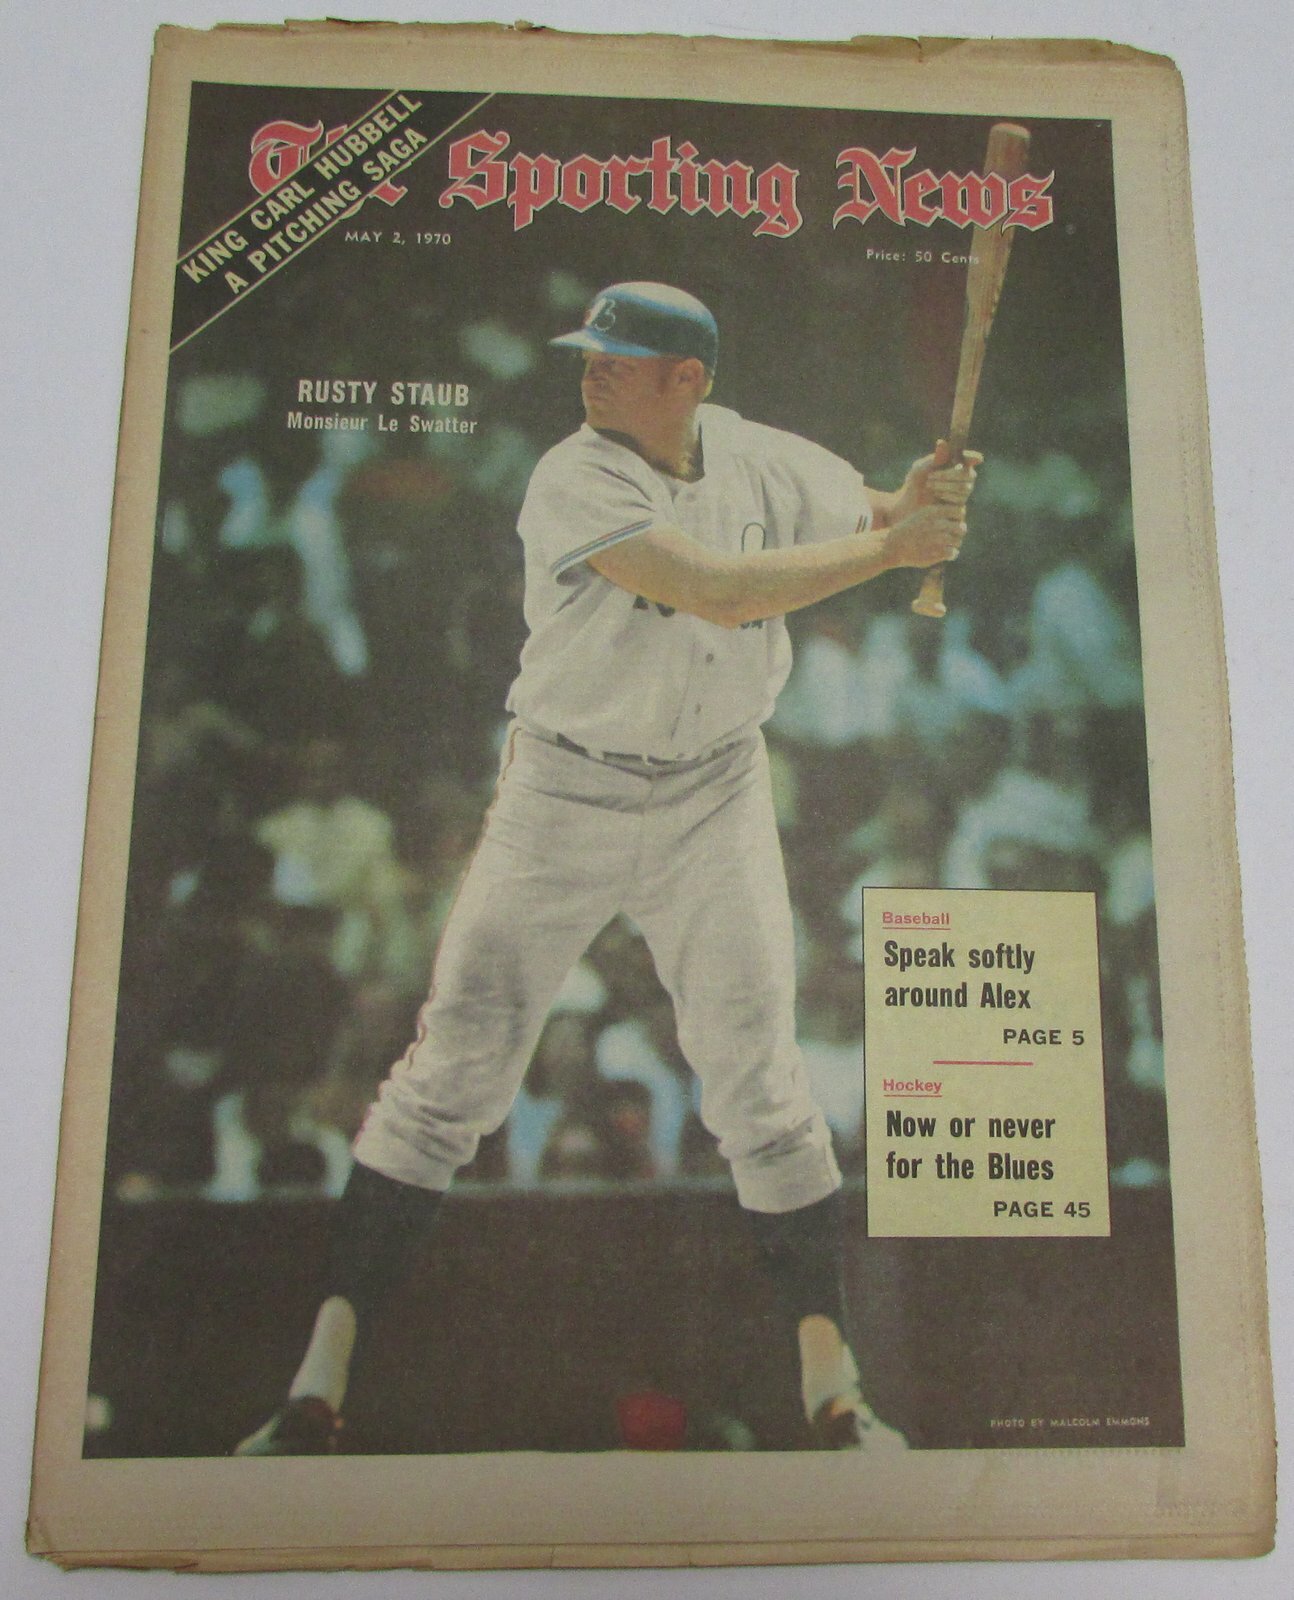 KING CARL HUBBELL
A PITCHING SAGA
The Sporting News
MAY 2, 1970
Price: 50 Cents
RUSTY STAUB
Monsieur Le Swatter
Baseball
Speak softly
around Alex
PAGE 5
Hockey
Now or never
for the Blues
PAGE 45
PHOTO BY MALCOLM EMMONS